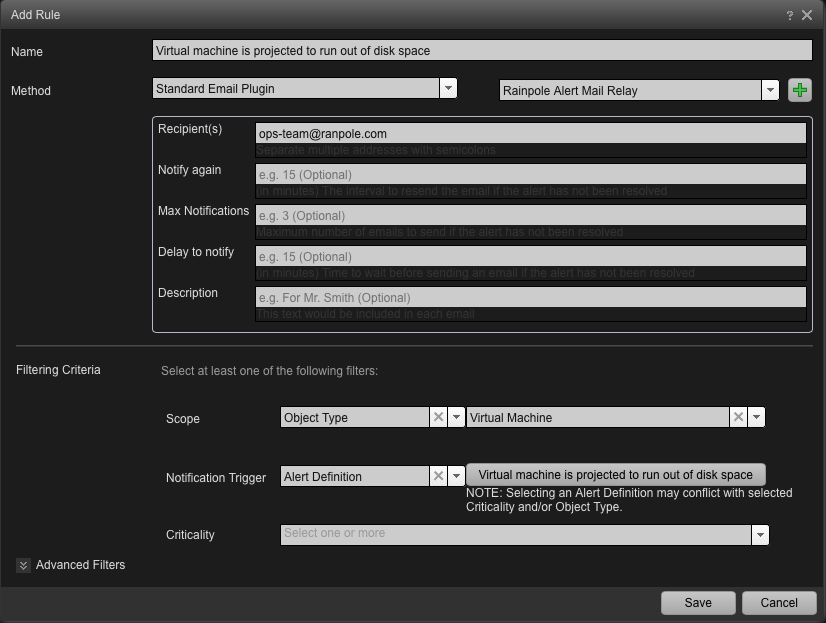 Add Rule ?
Name Virtual machine is projected to run out of disk space
Method Standard Email Plugin Rainpole Alert Mail Relay
Recipient(s) ops-team@ranpole.com
Separate multiple addresses with semicolons
Notify again e.g. 15 (Optional)
(in minutes) The interval to resend the email if the alert has not been resolved
Max Notifications e.g. 3 (Optional)
Maximum number of emails to send if the alert has not been resolved
Delay to notify e.g. 15 (Optional)
(in minutes) Time to wait before sending an email if the alert has not been resolved
Description e.g. For Mr. Smith (Optional)
This text would be included in each email
Filtering Criteria Select at least one of the following filters:
Scope Object Type Virtual Machine
Notification Trigger Alert Definition Virtual machine is projected to run out of disk space
NOTE: Selecting an Alert Definition may conflict with selected
Criticality and/or Object Type.
Criticality Select one or more
Advanced Filters
Save Cancel